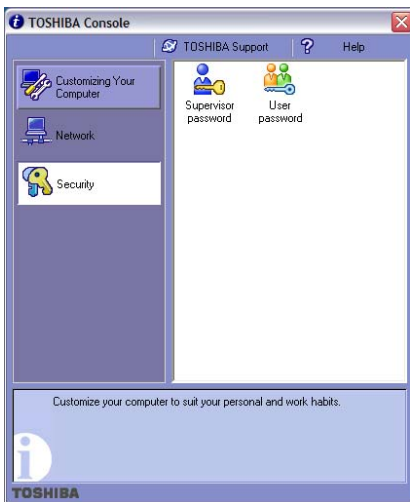 TOSHIBA Console
TOSHIBA Support
? Help
Customizing Your
Computer
Network
Security
Supervisor
password
User
password
Customize your computer to suit your personal and work habits.
TOSHIBA